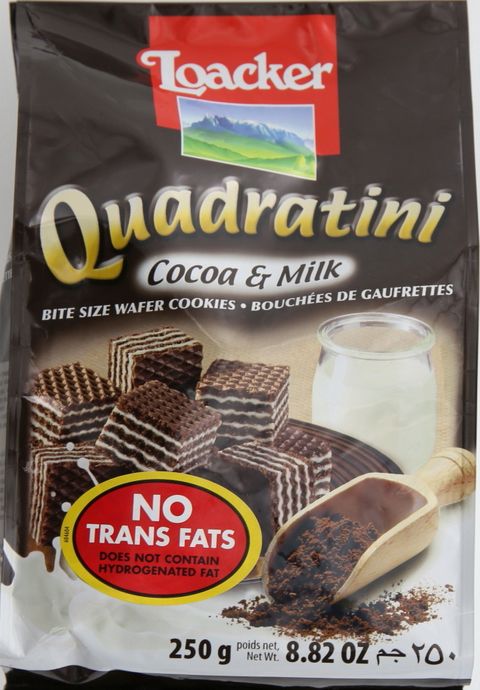 Loacker
Quadratini
Cocoa & Milk
BITE SIZE WAFER COOKIES • BOUCHÉES DE GAUFRETTES
NO
TRANS FATS
DOES NOT CONTAIN
HYDROGENATED FAT
250 g poids net, Net Wt. 8.82 OZ ٢٥٠ جم